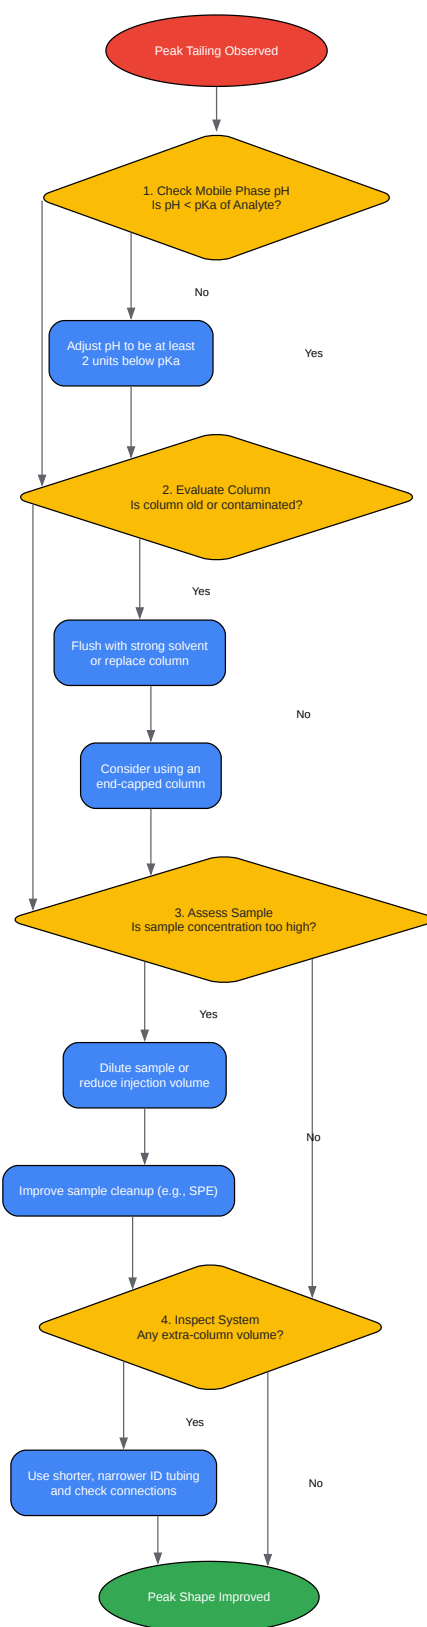 Peak Tailing Observed
1. Check Mobile Phase pH
Is pH < pKa of Analyte?
No
Adjust pH to be at least
2 units below pKa
Yes
2. Evaluate Column
Is column old or contaminated?
Yes
Flush with strong solvent
or replace column
No
Consider using an
end-capped column
3. Assess Sample
Is sample concentration too high?
Yes
Dilute sample or
reduce injection volume
No
Improve sample cleanup (e.g., SPE)
4. Inspect System
Any extra-column volume?
Yes
Use shorter, narrower ID tubing
and check connections
No
Peak Shape Improved